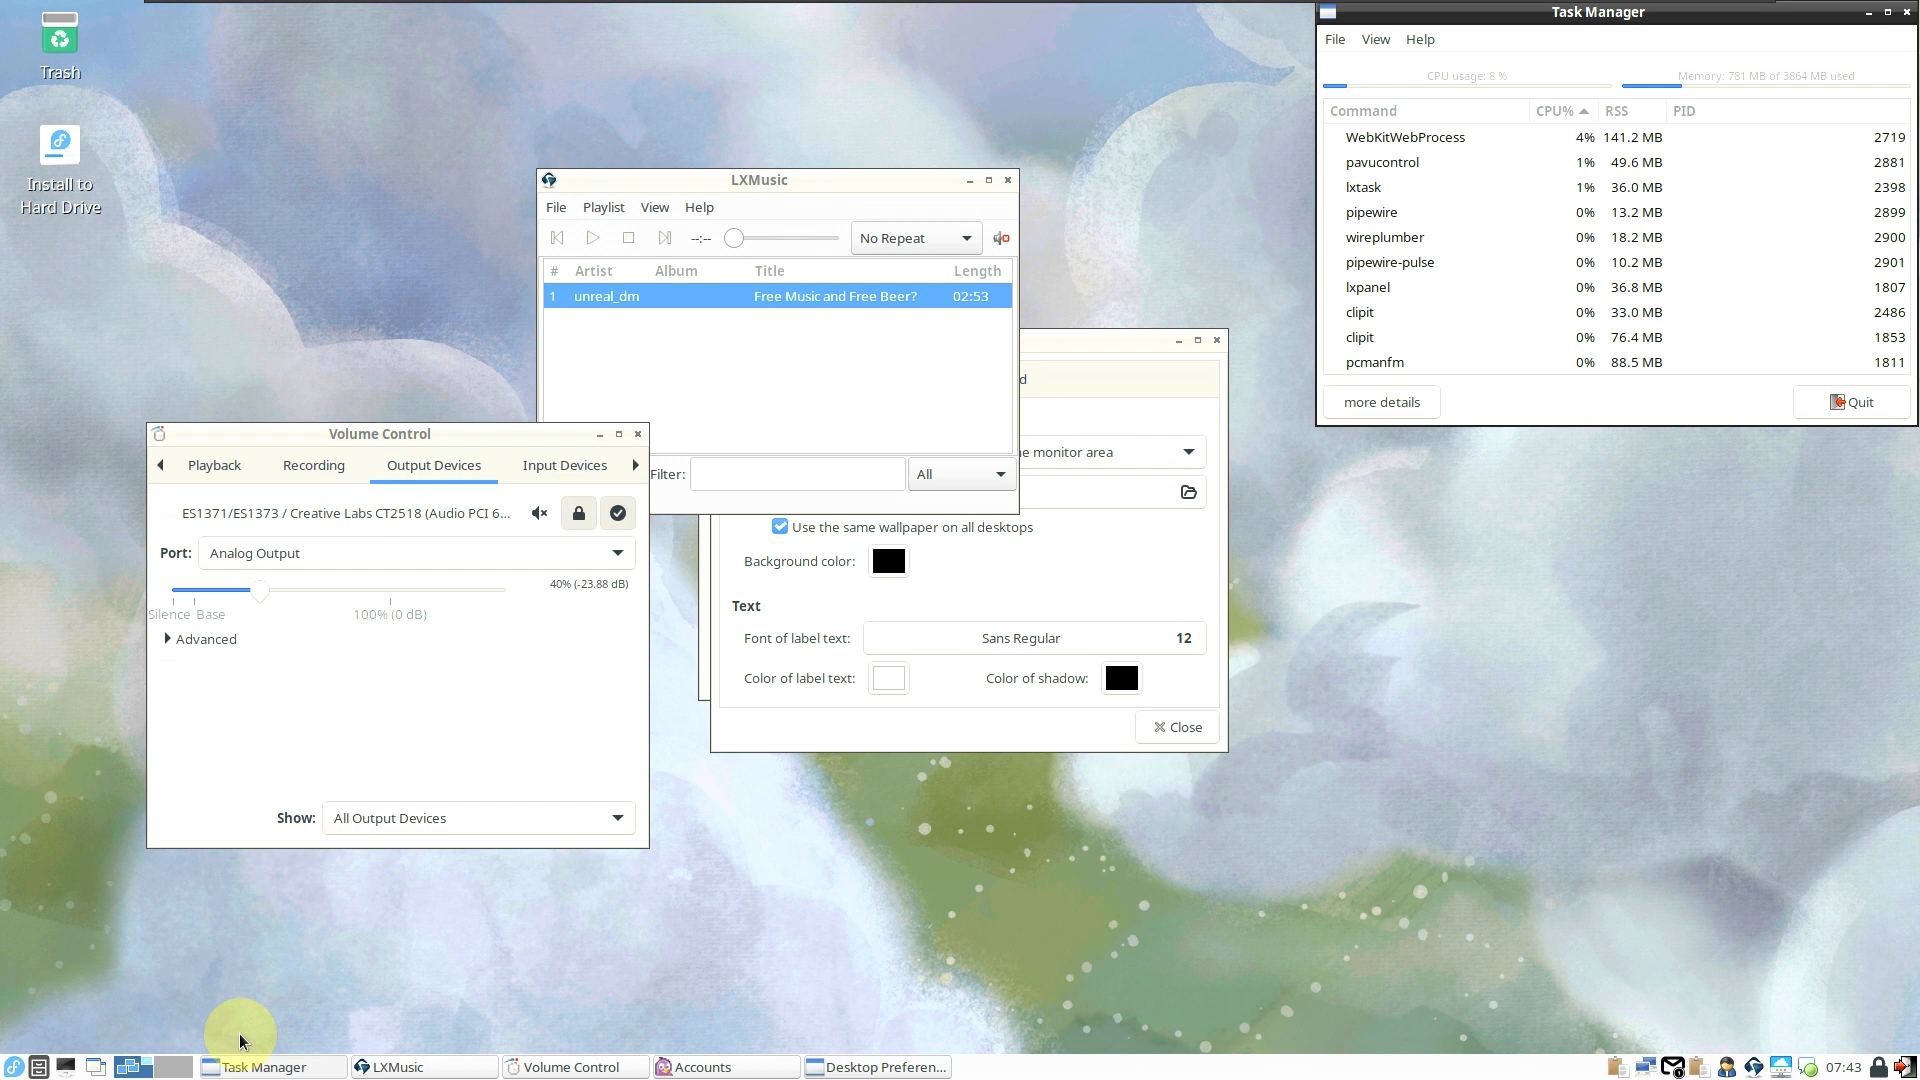 Trash
Install to
Hard Drive
Task Manager
File View Help
CPU usage: 8 %
Memory: 781 MB of 3864 MB used
Command CPU% RSS PID
WebKitWebProcess 4% 141.2 MB 2719
pavucontrol 1% 49.6 MB 2881
lxtask 1% 36.0 MB 2398
pipewire 0% 13.2 MB 2899
wireplumber 0% 18.2 MB 2900
pipewire-pulse 0% 10.2 MB 2901
lxpanel 0% 36.8 MB 1807
clipit 0% 33.0 MB 2486
clipit 0% 76.4 MB 1853
pcmanfm 0% 88.5 MB 1811
more details
Quit
LXMusic
File Playlist View Help
--:--
No Repeat
# Artist Album Title Length
1 unreal_dm Free Music and Free Beer? 02:53
Filter:
All
Volume Control
Playback Recording Output Devices Input Devices
ES1371/ES1373 / Creative Labs CT2518 (Audio PCI 6...
Port: Analog Output
40% (-23.88 dB)
Silence Base 100% (0 dB)
Advanced
Show: All Output Devices
d
e monitor area
Use the same wallpaper on all desktops
Background color:
Text
Font of label text: Sans Regular 12
Color of label text: Color of shadow:
Close
Task Manager
LXMusic
Volume Control
Accounts
Desktop Preferen...
07:43